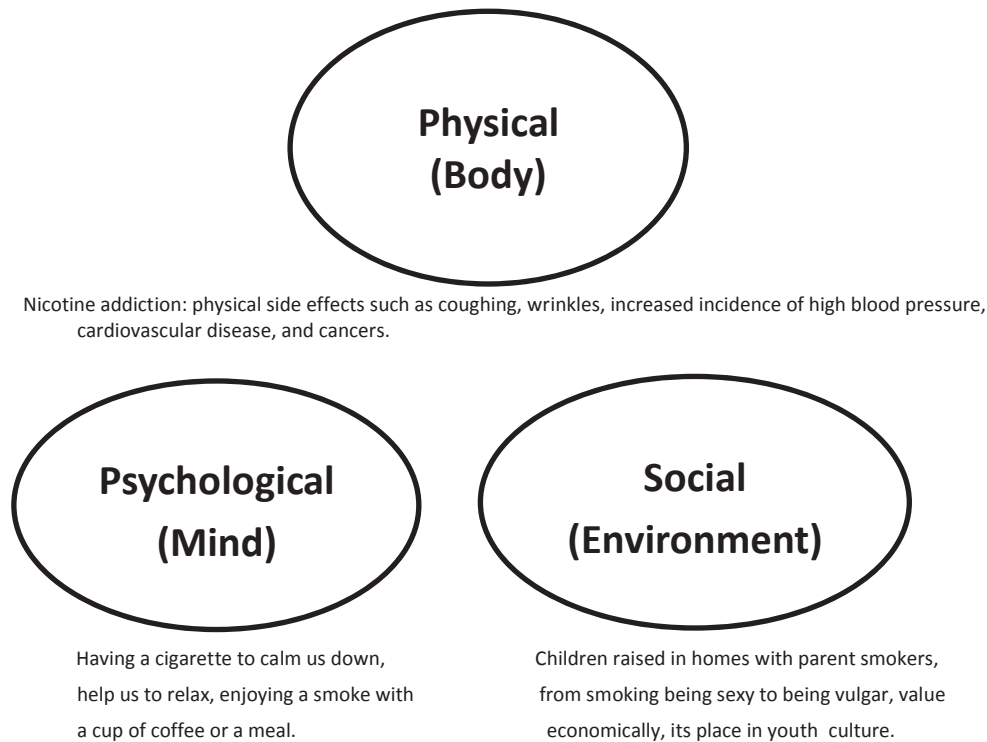 Physical
(Body)
Nicotine addiction: physical side effects such as coughing, wrinkles, increased incidence of high blood pressure,
cardiovascular disease, and cancers.
Psychological
(Mind)
Having a cigarette to calm us down,
help us to relax, enjoying a smoke with
a cup of coffee or a meal.
Social
(Environment)
Children raised in homes with parent smokers,
from smoking being sexy to being vulgar, value
economically, its place in youth culture.